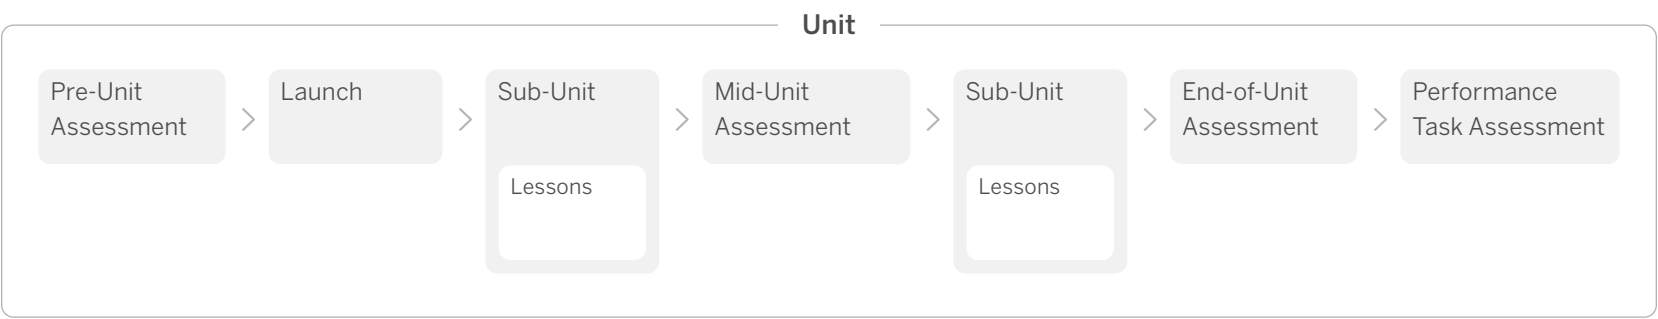 Unit
Pre-Unit
Assessment
Launch
Sub-Unit
Lessons
Mid-Unit
Assessment
Sub-Unit
Lessons
End-of-Unit
Assessment
Performance
Task Assessment